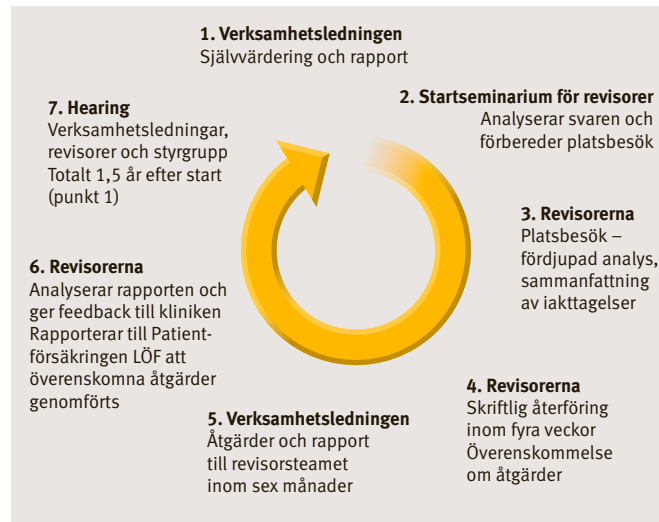 1. Verksamhetsledningen
Självvärdering och rapport
2. Startseminarium för revisorer
Analyserar svaren och
förbereder platsbesök
3. Revisorerna
Platsbesök –
fördjupad analys,
sammanfattning
av iakttagelser
4. Revisorerna
Skriftlig återföring
inom fyra veckor
Överenskommelse
om åtgärder
5. Verksamhetsledningen
Åtgärder och rapport
till revisorsteamet
inom sex månader
6. Revisorerna
Analyserar rapporten och
ger feedback till kliniken
Rapporterar till Patient-
försäkringen LÖF att
överenskomna åtgärder
genomförts
7. Hearing
Verksamhetsledningar,
revisorer och styrgrupp
Totalt 1,5 år efter start
(punkt 1)